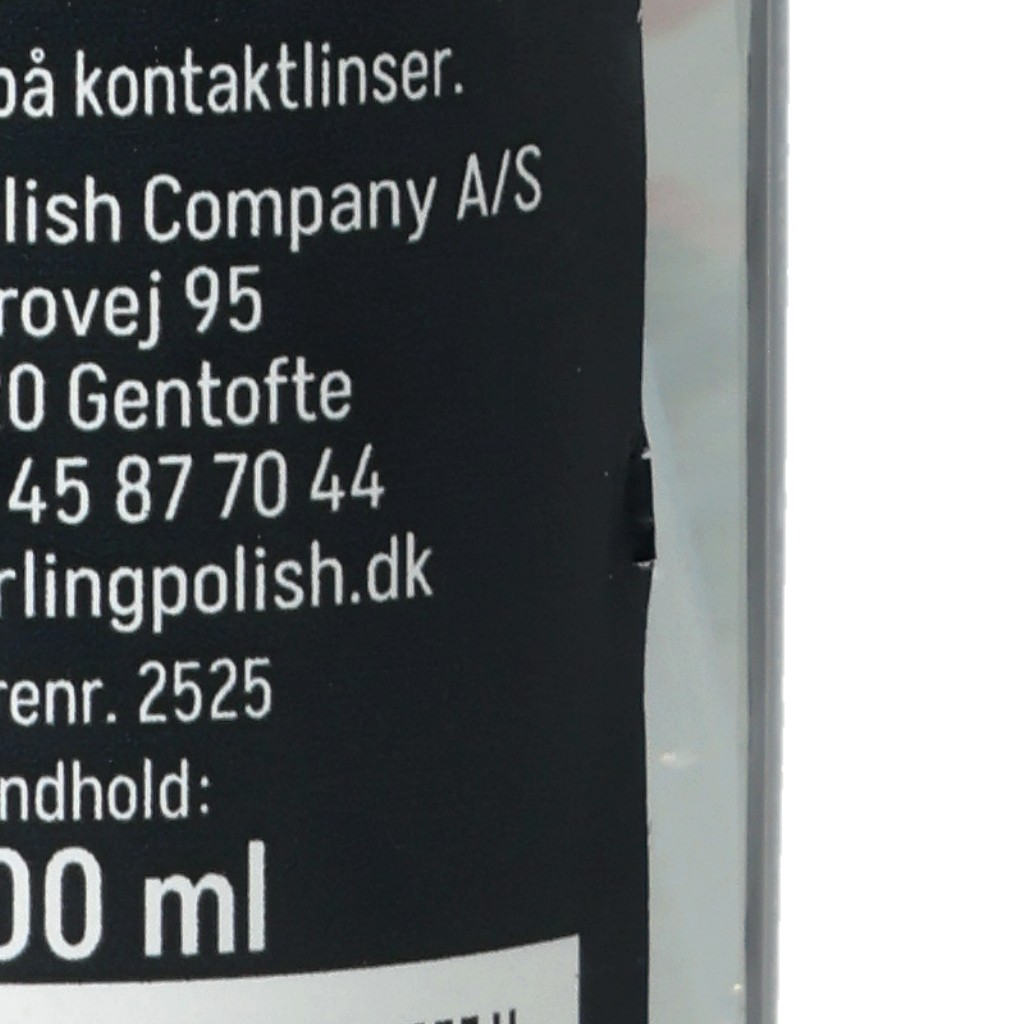 på kontaktlinser.
lish Company A/S
rovej 95
0 Gentofte
45 87 70 44
rlingpolish.dk
renr. 2525
ndhold:
00 ml